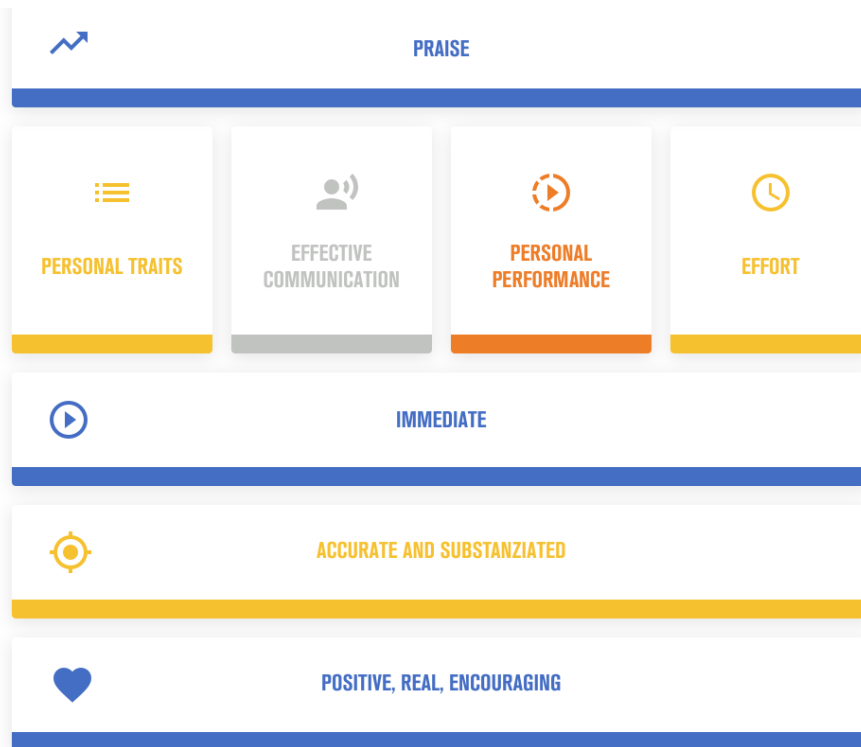 PRAISE
PERSONAL TRAITS
EFFECTIVE
COMMUNICATION
PERSONAL
PERFORMANCE
EFFORT
IMMEDIATE
ACCURATE AND SUBSTANZIATED
POSITIVE, REAL, ENCOURAGING